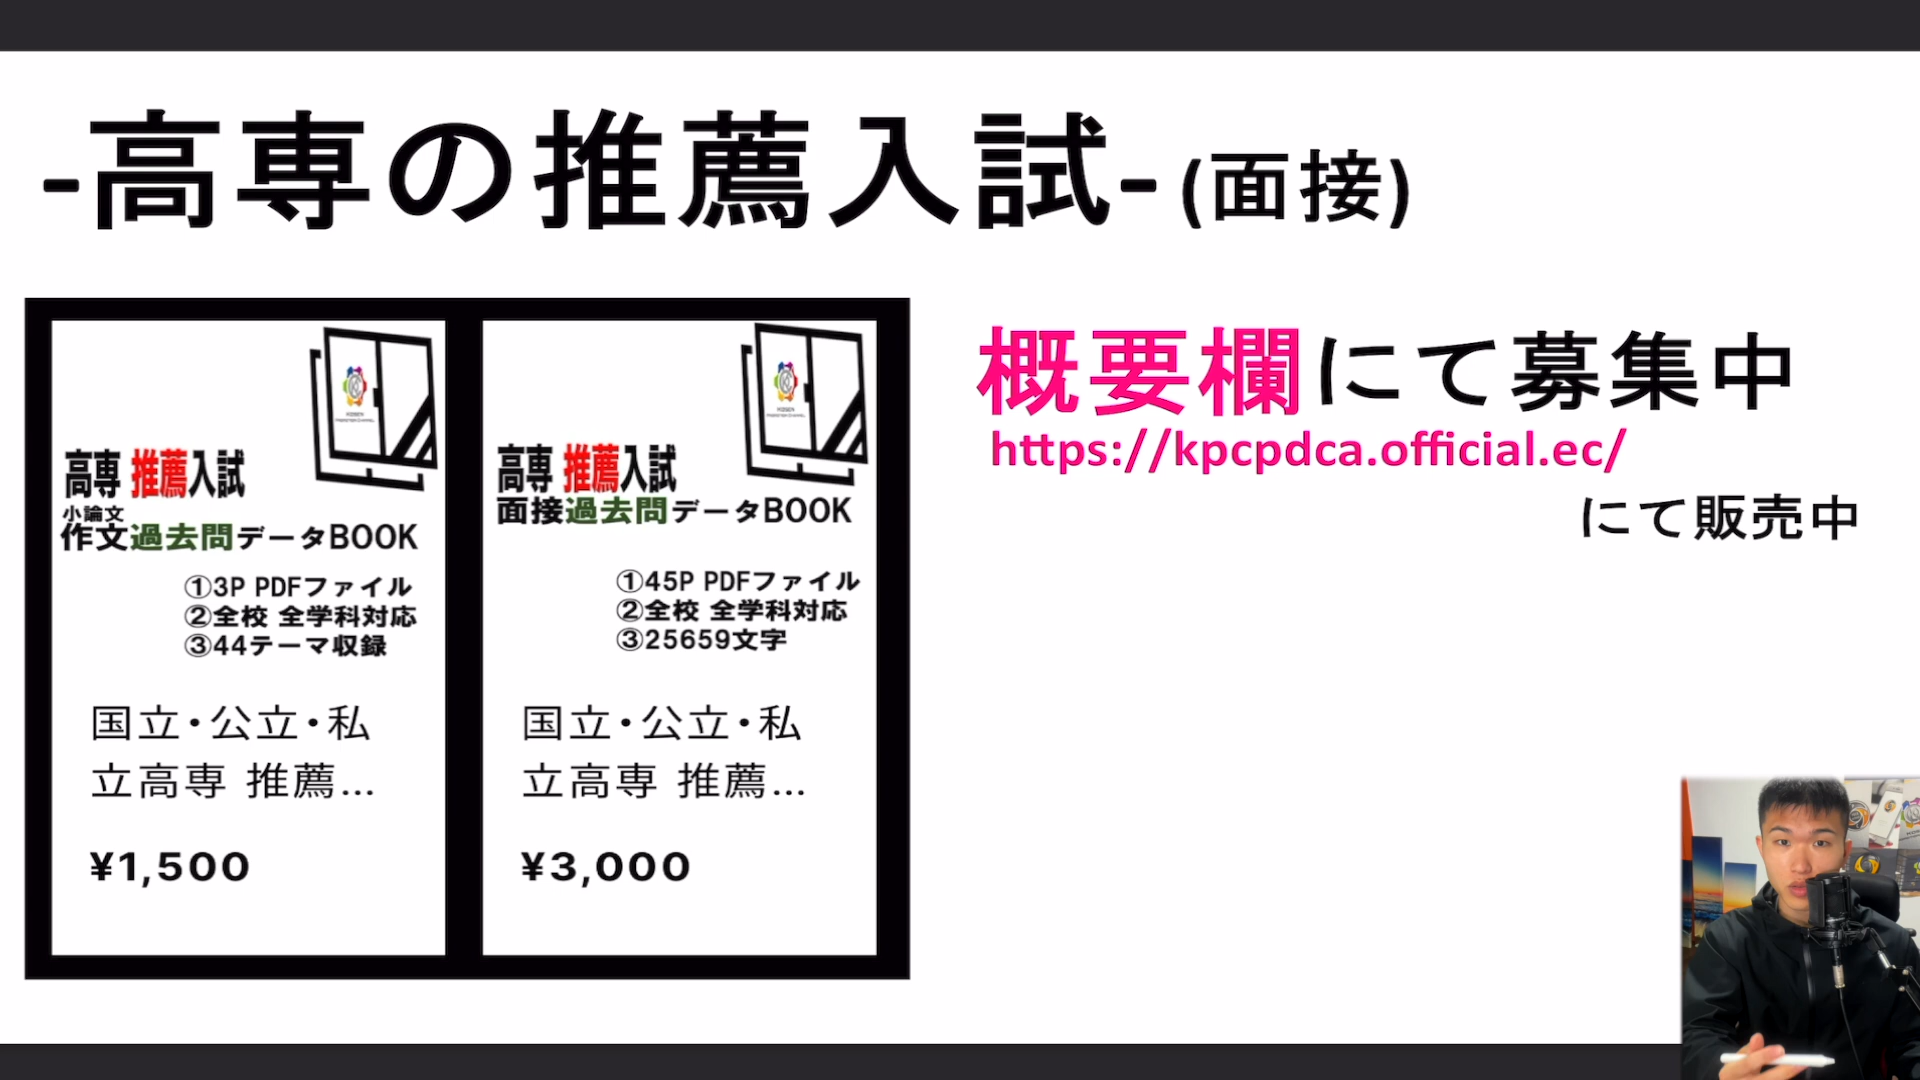 -高専の推薦入試-(面接)
高専 推薦入試
小論文
作文過去問データBOOK
①3P PDFファイル
②全校 全学科対応
③44テーマ収録
国立・公立・私
立高専 推薦...
¥1,500
高専 推薦入試
面接過去問データBOOK
①45P PDFファイル
②全校 全学科対応
③25659文字
国立・公立・私
立高専 推薦...
¥3,000
概要欄にて募集中
https://kpcpdca.official.ec/
にて販売中